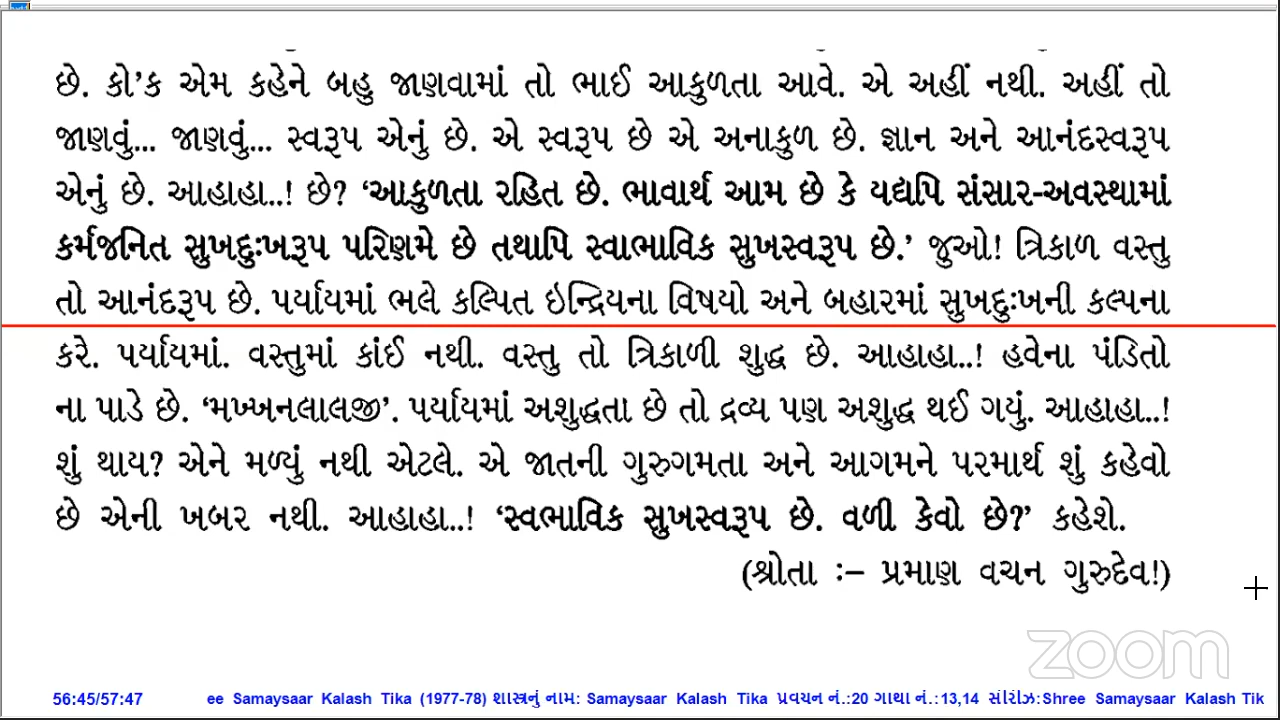 છે. કો'ક એમ કહેને બહુ જાણવામાં તો ભાઈ આકુળતા આવે. એ અહીં નથી. અહીં તો
જાણવું... જાણવું... સ્વરૂપ એનું છે. એ સ્વરૂપ છે એ અનાકુળ છે. જ્ઞાન અને આનંદસ્વરૂપ
એનું છે. આહાહા..! છે? ‘આકુળતા રહિત છે. ભાવાર્થ આમ છે કે યદ્યપિ સંસાર-અવસ્થામાં
કર્મજનિત સુખદુઃખરૂપ પરિણમે છે તથાપિ સ્વાભાવિક સુખસ્વરૂપ છે.’ જુઓ! ત્રિકાળ વસ્તુ
તો આનંદરૂપ છે. પર્યાયમાં ભલે કલ્પિત ઇન્દ્રિયના વિષયો અને બહારમાં સુખદુઃખની કલ્પના
કરે. પર્યાયમાં. વસ્તુમાં કાંઈ નથી. વસ્તુ તો ત્રિકાળી શુદ્ધ છે. આહાહા..! હવેના પંડિતો
ના પાડે છે. ‘મખ્ખનલાલજી’. પર્યાયમાં અશુદ્ધતા છે તો દ્રવ્ય પણ અશુદ્ધ થઈ ગયું. આહાહા..!
શું થાય? એને મળ્યું નથી એટલે. એ જાતની ગુરુગમતા અને આગમને પરમાર્થ શું કહેવો
છે એની ખબર નથી. આહાહા..! ‘સ્વભાવિક સુખસ્વરૂપ છે. વળી કેવો છે?’ કહેશે.
(શ્રોતા :– પ્રમાણ વચન ગુરુદેવ!)
zoom
56:45/57:47 ee Samaysaar Kalash Tika (1977-78) શાસ્ત્રનું નામ: Samaysaar Kalash Tika પ્રવચન નં.:20 ગાથા નં.:13,14 સીરીઝ:Shree Samaysaar Kalash Tik